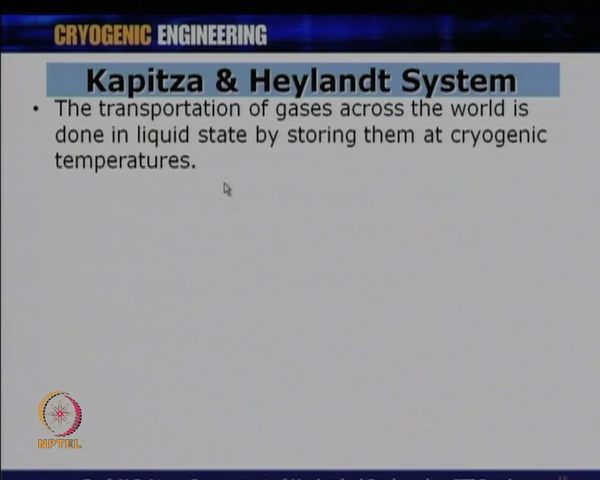 CRYOGENIC ENGINEERING
Kapitza & Heylandt System
• The transportation of gases across the world is
done in liquid state by storing them at cryogenic
temperatures.
NPTEL